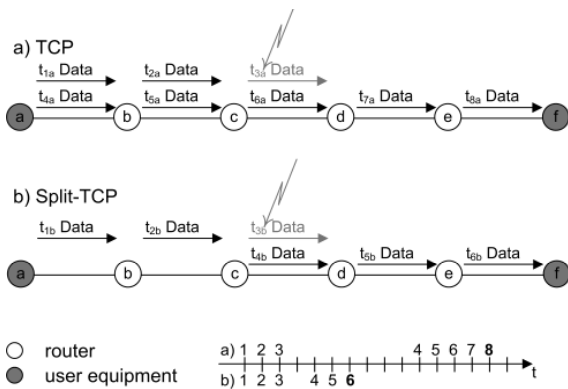 a) TCP
t1a Data t2a Data t3a Data
t4a Data t5a Data t6a Data t7a Data t8a Data
a b c d e f
b) Split-TCP
t1b Data t2b Data t3b Data
t4b Data t5b Data t6b Data
a b c d e f
router
user equipment
a) 1 2 3 4 5 6 7 8
t
b) 1 2 3 4 5 6